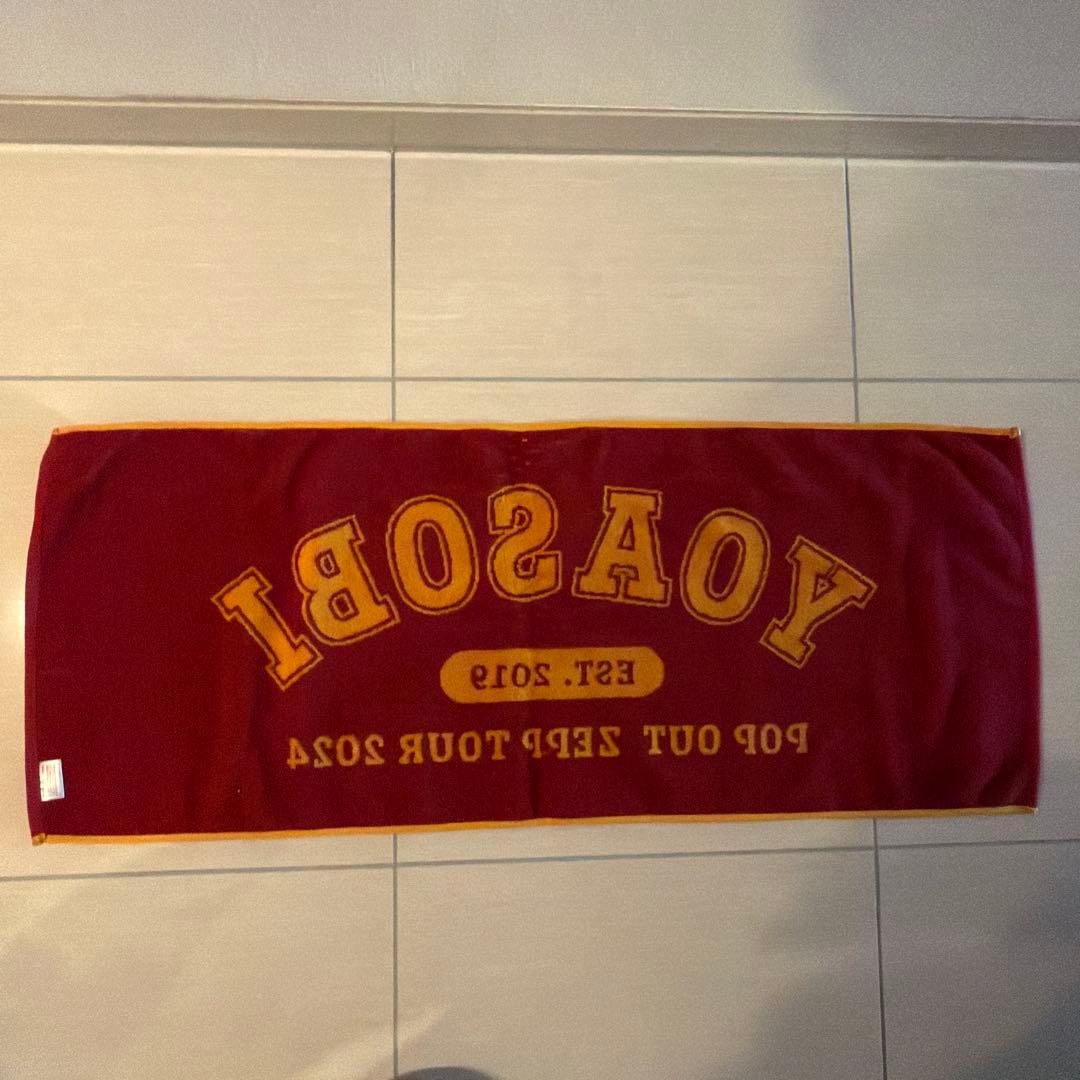 YOASOBI
EST. 2019
POP OUT ZEPP TOUR 2024